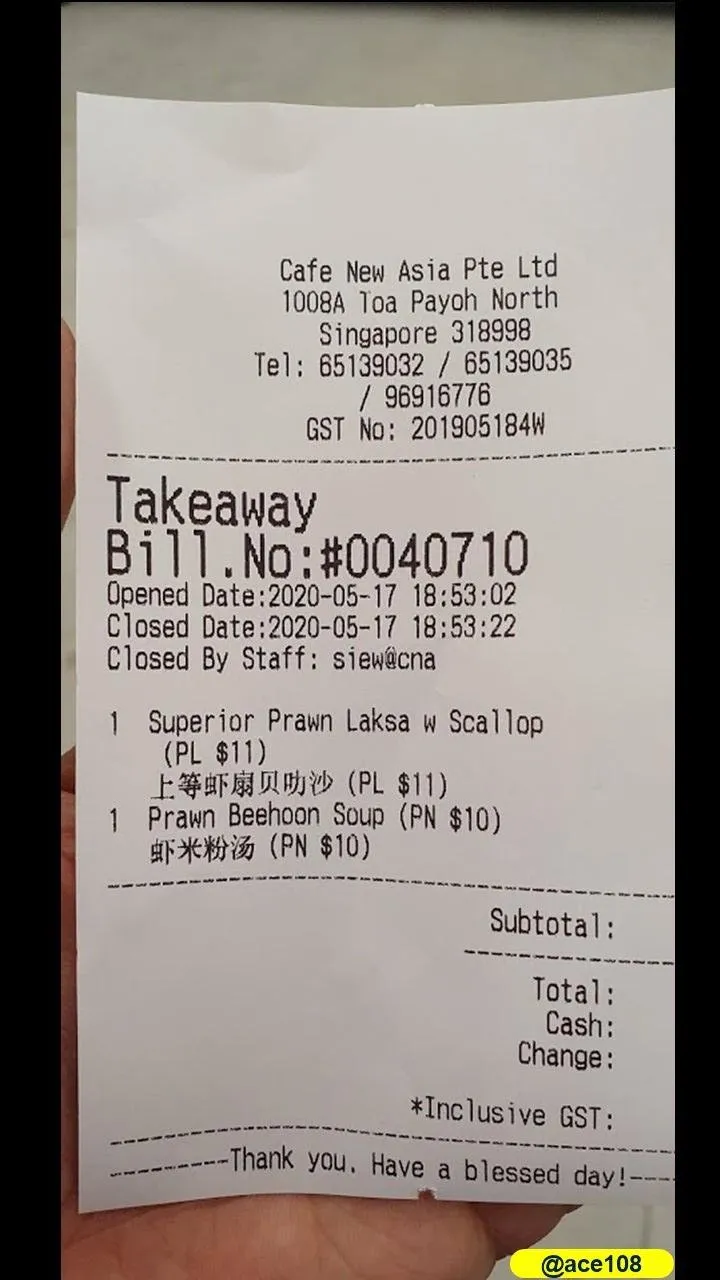 Cafe New Asia Pte Ltd
1008A Toa Payoh North
Singapore 318998
Tel: 65139032 / 65139035
/ 96916776
GST No: 201905184W
Takeaway
Bill.No:#0040710
Opened Date:2020-05-17 18:53:02
Closed Date:2020-05-17 18:53:22
Closed By Staff: siew@cna
1 Superior Prawn Laksa w Scallop
(PL $11)
上等虾扇贝叻沙 (PL $11)
1 Prawn Beehoon Soup (PN $10)
虾米粉汤 (PN $10)
Subtotal:
Total:
Cash:
Change:
*Inclusive GST:
Thank you. Have a blessed day!
@ace108